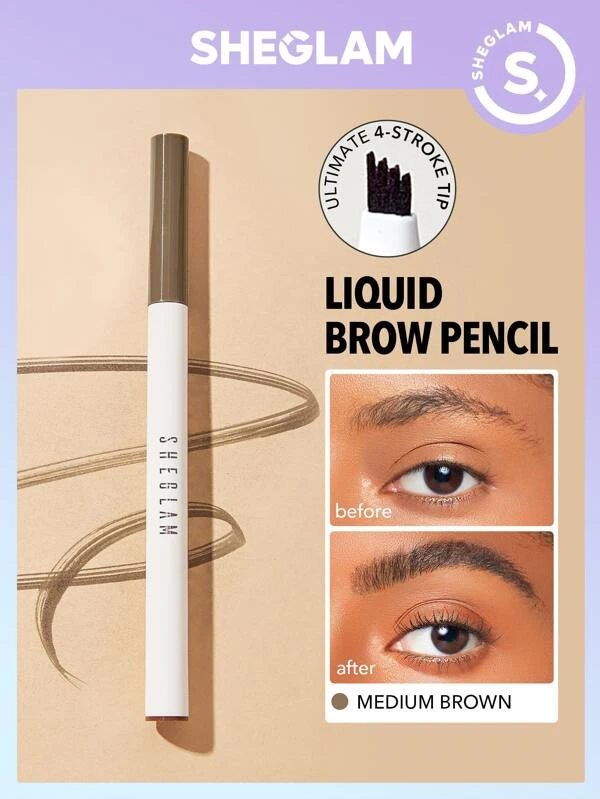 SHEGLAM
SHEGLAM
S.
ULTIMATE 4-STROKE TIP
LIQUID
BROW PENCIL
SHEGLAM
before
after
MEDIUM BROWN